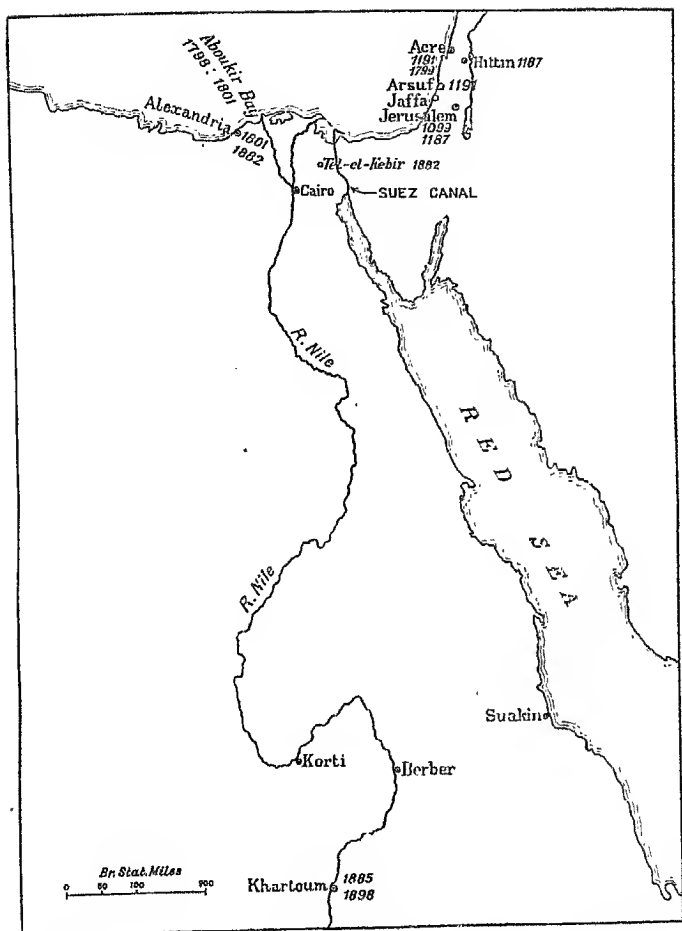 Aboukir Bay
1798: 1801
Acre
1191
1799
Hittin 1187
Arsuf 1191
Jaffa
Jerusalem
1099
1187
Alexandria
1801
1882
Tel-el-Kebir 1882
Cairo
SUEZ CANAL
R. Nile
RED SEA
R. Nile
Suakin
Korti
Berber
Br. Stat. Miles
0 50 100 200
Khartoum 1885
1898